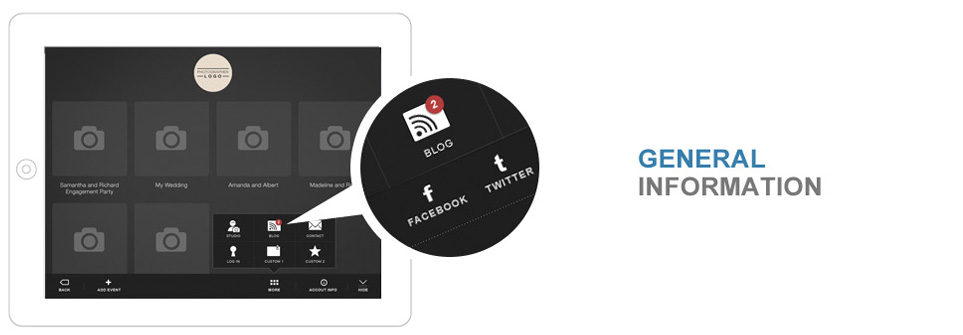 PHOTOGRAPHER
LOGO
Samantha and Richard
Engagement Party
My Wedding
Amanda and Albert
Madeline and R
STUDIO
BLOG
2
CONTACT
LOG IN
CUSTOM 1
CUSTOM 2
BACK
ADD EVENT
MORE
ACCOUT INFO
HIDE
2
BLOG
FACEBOOK
TWITTER
GENERAL
INFORMATION